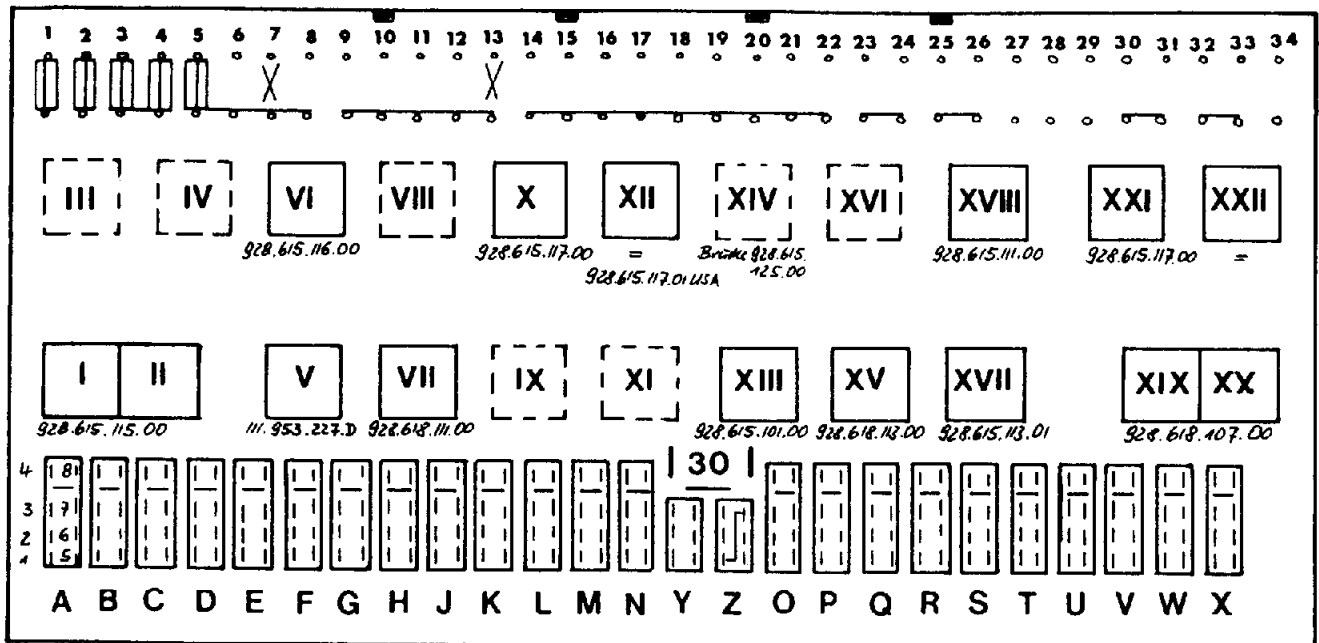 1 2 3 4 5 6 7 8 9 10 11 12 13 14 15 16 17 18 19 20 21 22 23 24 25 26 27 28 29 30 31 32 33 34
III IV VI VIII X XII XIV XVI XVIII XXI XXII
928.615.116.00 928.615.117.00 = Brücke 928.615. 928.615.111.00 928.615.117.00 =
928.615.117.01 USA 125.00
I II V VII IX XI XIII XV XVII XIX XX
928.615.115.00 111.953.227.D 928.618.111.00 928.615.101.00 928.618.113.00 928.615.113.01 928.618.107.00
4 8 30
3 7
2 6
1 5
A B C D E F G H J K L M N Y Z O P Q R S T U V W X